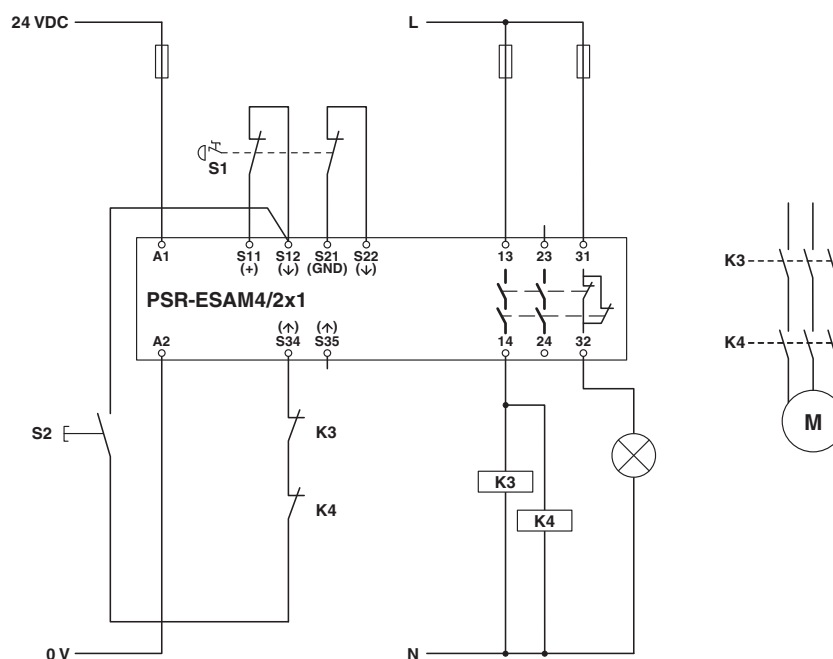 24 VDC
L
S1
A1
S11
(+)
S12
(↓)
S21
(GND)
S22
(↓)
13
23
31
PSR-ESAM4/2x1
A2
(↑)
S34
(↑)
S35
14
24
32
S2
K3
K4
K3
K4
K3
K4
M
0 V
N